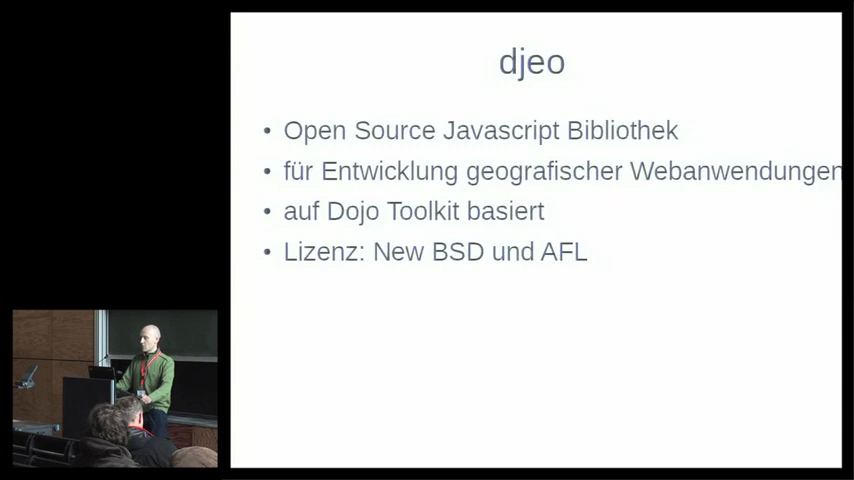 djeo
• Open Source Javascript Bibliothek
• für Entwicklung geografischer Webanwendungen
• auf Dojo Toolkit basiert
• Lizenz: New BSD und AFL